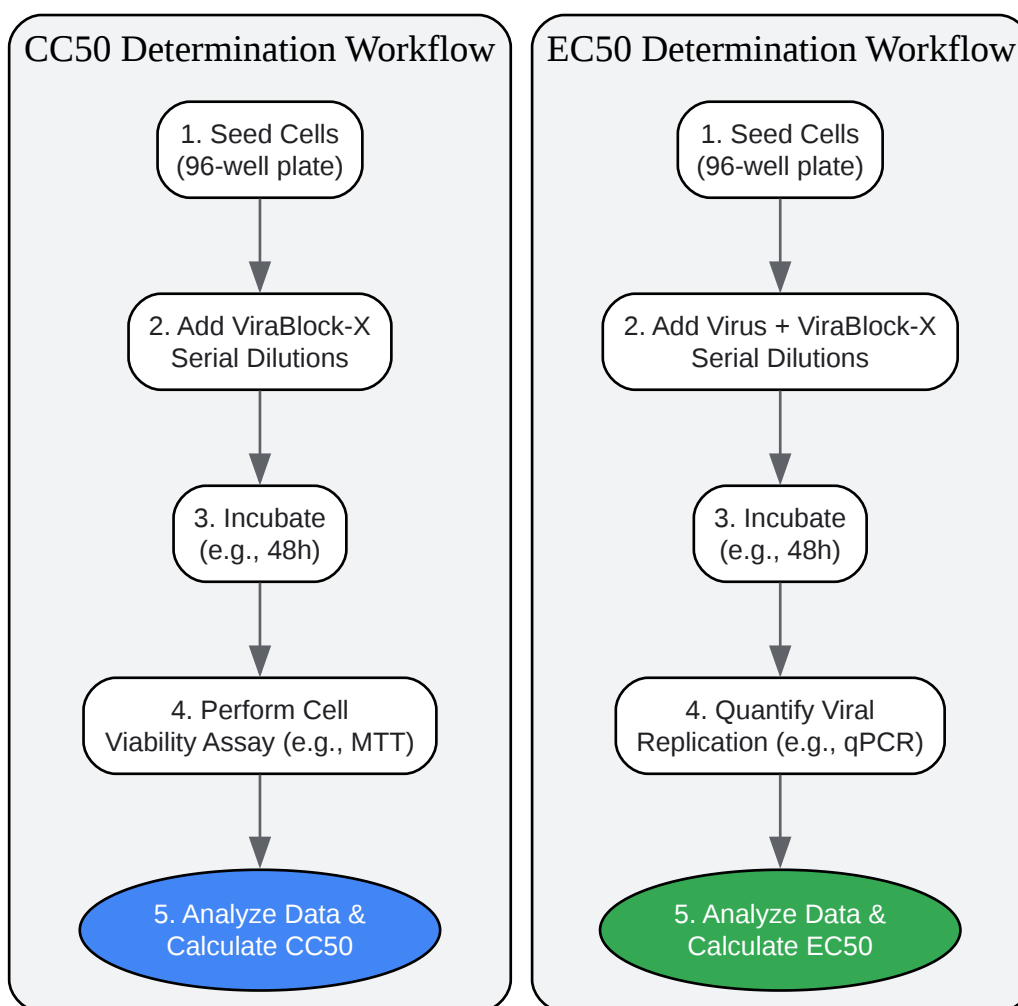 CC50 Determination Workflow
1. Seed Cells
(96-well plate)
2. Add ViraBlock-X
Serial Dilutions
3. Incubate
(e.g., 48h)
4. Perform Cell
Viability Assay (e.g., MTT)
5. Analyze Data &
Calculate CC50
EC50 Determination Workflow
1. Seed Cells
(96-well plate)
2. Add Virus + ViraBlock-X
Serial Dilutions
3. Incubate
(e.g., 48h)
4. Quantify Viral
Replication (e.g., qPCR)
5. Analyze Data &
Calculate EC50